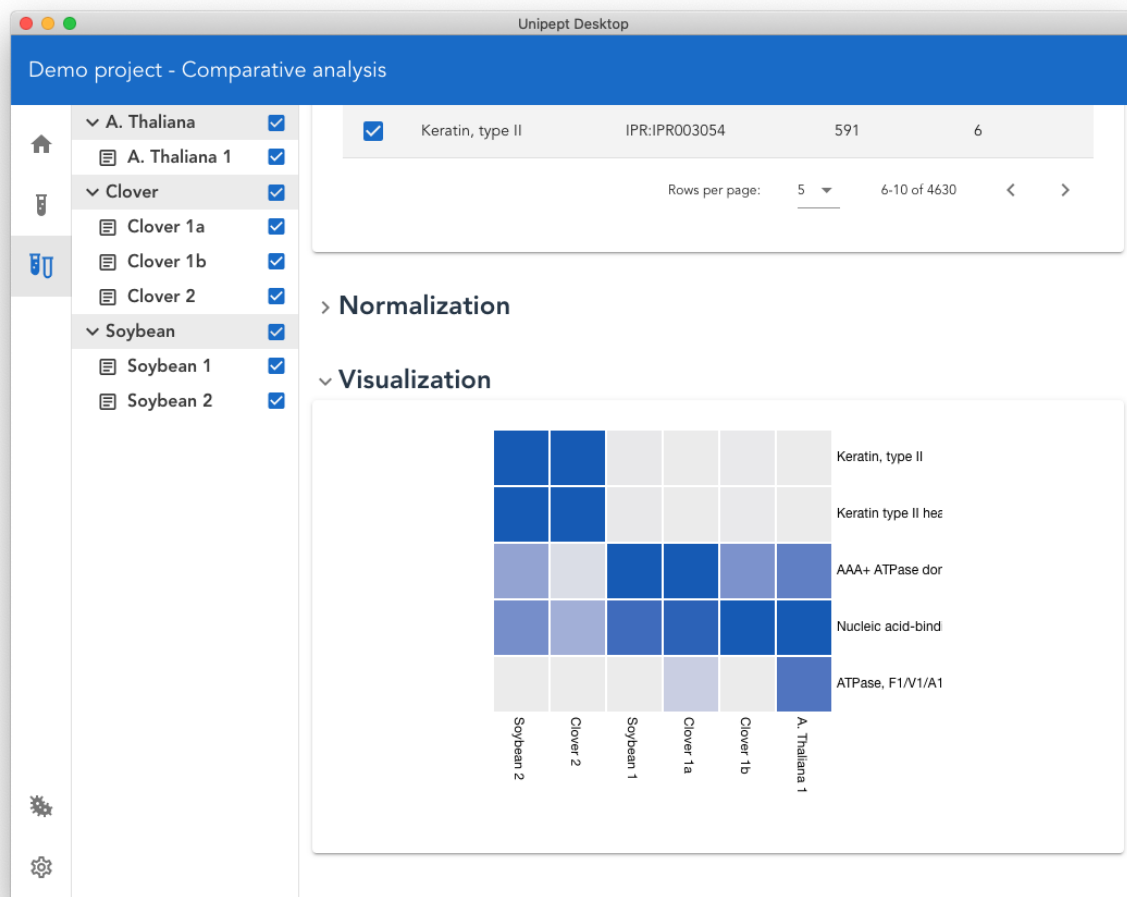 Unipept Desktop
Demo project - Comparative analysis
A. Thaliana
A. Thaliana 1
Clover
Clover 1a
Clover 1b
Clover 2
Soybean
Soybean 1
Soybean 2
Keratin, type II IPR:IPR003054 591 6
Rows per page: 5 6-10 of 4630
Normalization
Visualization
Keratin, type II
Keratin type II hea
AAA+ ATPase dor
Nucleic acid-bind
ATPase, F1/V1/A1
Soybean 2
Clover 2
Soybean 1
Clover 1a
Clover 1b
A. Thaliana 1